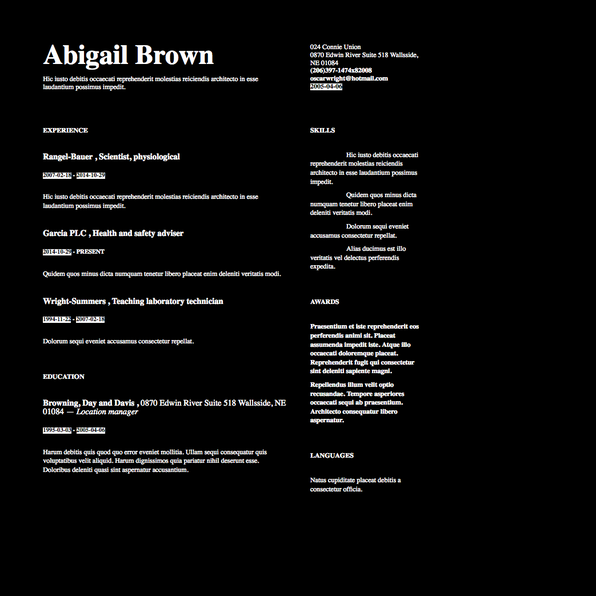 Abigail Brown
Hic iusto debitis occaecati reprehenderit molestias reiciendis architecto in esse
laudantium possimus impedit.
024 Connie Union
0870 Edwin River Suite 518 Wallsside,
NE 01084
(206)397-1474x82008
oscarwright@hotmail.com
2005-04-06
EXPERIENCE
Rangel-Bauer , Scientist, physiological
2007-02-18 - 2014-10-29
Hic iusto debitis occaecati reprehenderit molestias reiciendis architecto in esse
laudantium possimus impedit.
Garcia PLC , Health and safety adviser
2014-10-29 - PRESENT
Quidem quos minus dicta numquam tenetur libero placeat enim deleniti veritatis modi.
Wright-Summers , Teaching laboratory technician
1994-11-22 - 2007-02-18
Dolorum sequi eveniet accusamus consectetur repellat.
EDUCATION
Browning, Day and Davis , 0870 Edwin River Suite 518 Wallsside, NE
01084 — Location manager
1995-03-03 - 2005-04-06
Harum debitis quis quod quo error eveniet mollitia. Ullam sequi consequatur quis
voluptatibus velit aliquid. Harum dignissimos quia pariatur nihil deserunt esse.
Doloribus deleniti quasi sint aspernatur accusantium.
SKILLS
Hic iusto debitis occaecati
reprehenderit molestias reiciendis
architecto in esse laudantium possimus
impedit.
Quidem quos minus dicta
numquam tenetur libero placeat enim
deleniti veritatis modi.
Dolorum sequi eveniet
accusamus consectetur repellat.
Alias ducimus est illo
veritatis vel delectus perferendis
expedita.
AWARDS
Praesentium et iste reprehenderit eos
perferendis animi sit. Placeat
assumenda impedit iste. Atque illo
occaecati doloremque placeat.
Reprehenderit fugit qui consectetur
sint deleniti sapiente magni.
Repellendus illum velit optio
recusandae. Tempore asperiores
occaecati sequi ab praesentium.
Architecto consequatur libero
aspernatur.
LANGUAGES
Natus cupiditate placeat debitis a
consectetur officia.